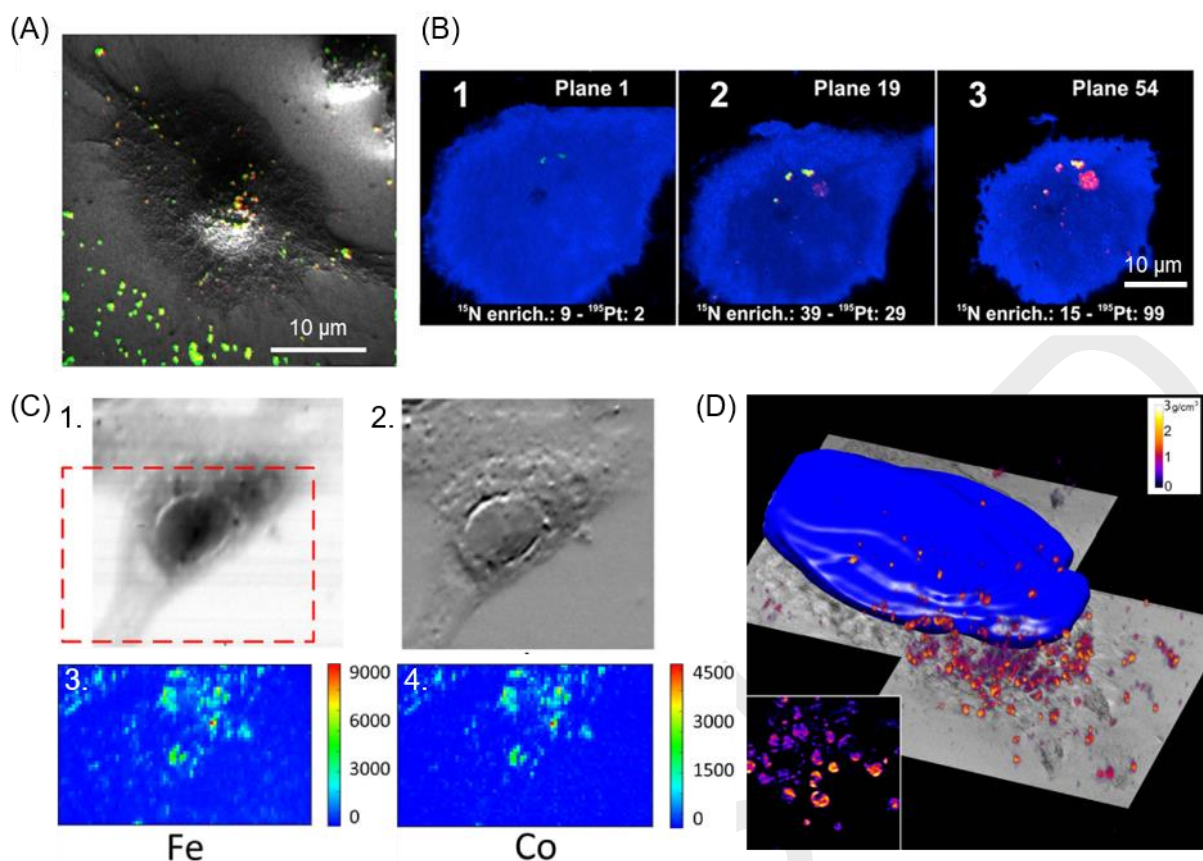 (A)
10 µm
(B)
1 Plane 1
¹⁵N enrich.: 9 - ¹⁹⁵Pt: 2
2 Plane 19
¹⁵N enrich.: 39 - ¹⁹⁵Pt: 29
3 Plane 54
10 µm
¹⁵N enrich.: 15 - ¹⁹⁵Pt: 99
(C)
1.
2.
3.
9000
6000
3000
0
Fe
4.
4500
3000
1500
0
Co
(D)
3 g/cm³
2
1
0